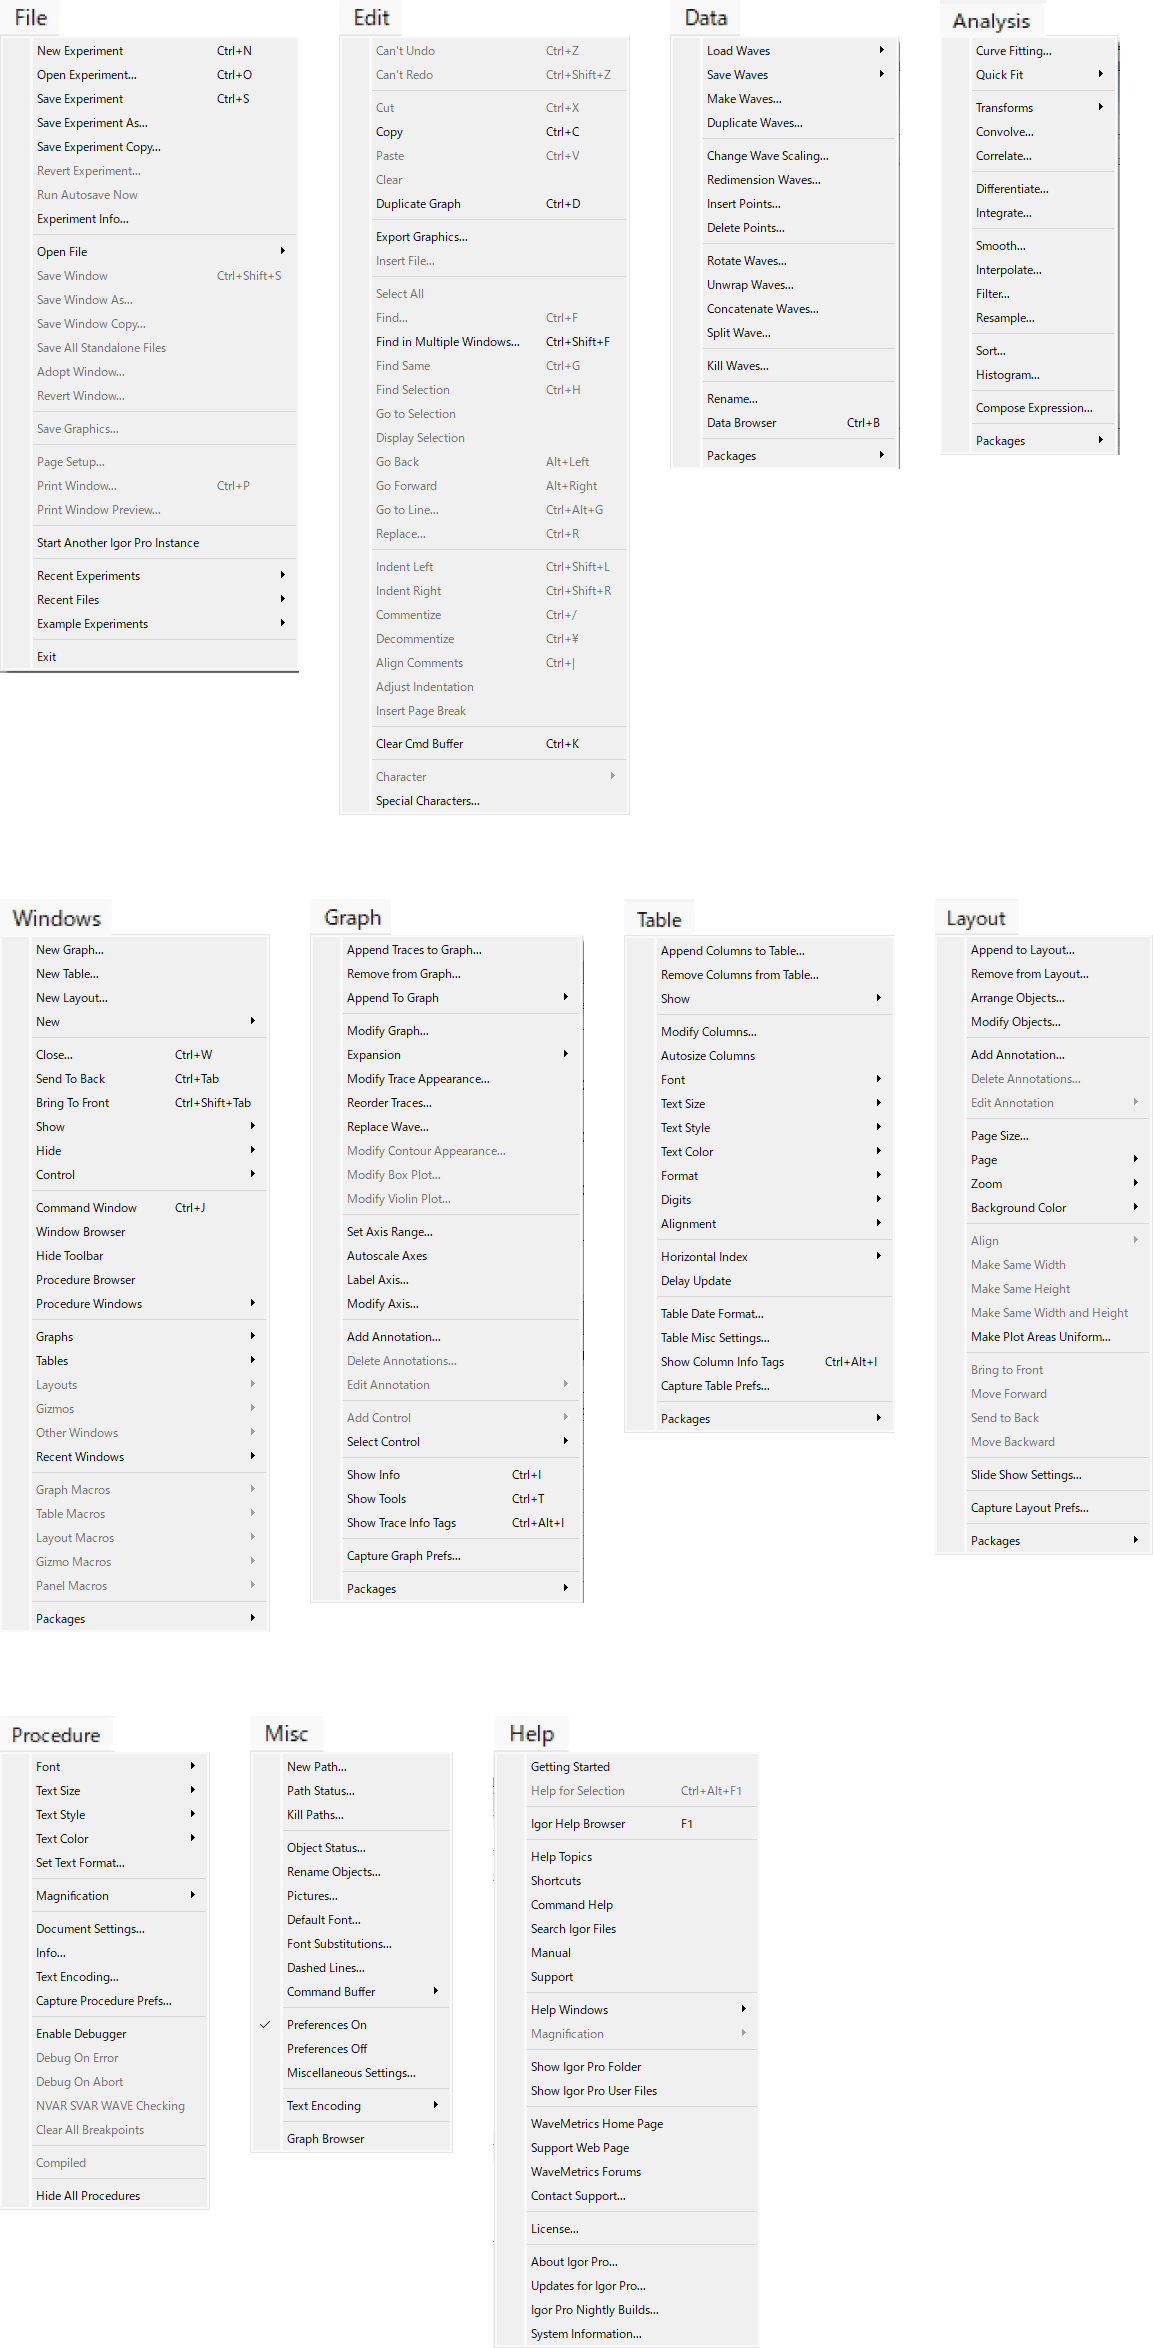 File
New Experiment Ctrl+N
Open Experiment... Ctrl+O
Save Experiment Ctrl+S
Save Experiment As...
Save Experiment Copy...
Revert Experiment...
Run Autosave Now
Experiment Info...
Open File
Save Window Ctrl+Shift+S
Save Window As...
Save Window Copy...
Save All Standalone Files
Adopt Window...
Revert Window...
Save Graphics...
Page Setup...
Print Window... Ctrl+P
Print Window Preview...
Start Another Igor Pro Instance
Recent Experiments
Recent Files
Example Experiments
Exit
Edit
Can't Undo Ctrl+Z
Can't Redo Ctrl+Shift+Z
Cut Ctrl+X
Copy Ctrl+C
Paste Ctrl+V
Clear
Duplicate Graph Ctrl+D
Export Graphics...
Insert File...
Select All
Find... Ctrl+F
Find in Multiple Windows... Ctrl+Shift+F
Find Same Ctrl+G
Find Selection Ctrl+H
Go to Selection
Display Selection
Go Back Alt+Left
Go Forward Alt+Right
Go to Line... Ctrl+Alt+G
Replace... Ctrl+R
Indent Left Ctrl+Shift+L
Indent Right Ctrl+Shift+R
Commentize Ctrl+/
Decommentize Ctrl+¥
Align Comments Ctrl+|
Adjust Indentation
Insert Page Break
Clear Cmd Buffer Ctrl+K
Character
Special Characters...
Data
Load Waves
Save Waves
Make Waves...
Duplicate Waves...
Change Wave Scaling...
Redimension Waves...
Insert Points...
Delete Points...
Rotate Waves...
Unwrap Waves...
Concatenate Waves...
Split Wave...
Kill Waves...
Rename...
Data Browser Ctrl+B
Packages
Analysis
Curve Fitting...
Quick Fit
Transforms
Convolve...
Correlate...
Differentiate...
Integrate...
Smooth...
Interpolate...
Filter...
Resample...
Sort...
Histogram...
Compose Expression...
Packages
Windows
New Graph...
New Table...
New Layout...
New
Close... Ctrl+W
Send To Back Ctrl+Tab
Bring To Front Ctrl+Shift+Tab
Show
Hide
Control
Command Window Ctrl+J
Window Browser
Hide Toolbar
Procedure Browser
Procedure Windows
Graphs
Tables
Layouts
Gizmos
Other Windows
Recent Windows
Graph Macros
Table Macros
Layout Macros
Gizmo Macros
Panel Macros
Packages
Graph
Append Traces to Graph...
Remove from Graph...
Append To Graph
Modify Graph...
Expansion
Modify Trace Appearance...
Reorder Traces...
Replace Wave...
Modify Contour Appearance...
Modify Box Plot...
Modify Violin Plot...
Set Axis Range...
Autoscale Axes
Label Axis...
Modify Axis...
Add Annotation...
Delete Annotations...
Edit Annotation
Add Control
Select Control
Show Info Ctrl+I
Show Tools Ctrl+T
Show Trace Info Tags Ctrl+Alt+I
Capture Graph Prefs...
Packages
Table
Append Columns to Table...
Remove Columns from Table...
Show
Modify Columns...
Autosize Columns
Font
Text Size
Text Style
Text Color
Format
Digits
Alignment
Horizontal Index
Delay Update
Table Date Format...
Table Misc Settings...
Show Column Info Tags Ctrl+Alt+I
Capture Table Prefs...
Packages
Layout
Append to Layout...
Remove from Layout...
Arrange Objects...
Modify Objects...
Add Annotation...
Delete Annotations...
Edit Annotation
Page Size...
Page
Zoom
Background Color
Align
Make Same Width
Make Same Height
Make Same Width and Height
Make Plot Areas Uniform...
Bring to Front
Move Forward
Send to Back
Move Backward
Slide Show Settings...
Capture Layout Prefs...
Packages
Procedure
Font
Text Size
Text Style
Text Color
Set Text Format...
Magnification
Document Settings...
Info...
Text Encoding...
Capture Procedure Prefs...
Enable Debugger
Debug On Error
Debug On Abort
NVAR SVAR WAVE Checking
Clear All Breakpoints
Compiled
Hide All Procedures
Misc
New Path...
Path Status...
Kill Paths...
Object Status...
Rename Objects...
Pictures...
Default Font...
Font Substitutions...
Dashed Lines...
Command Buffer
Preferences On
Preferences Off
Miscellaneous Settings...
Text Encoding
Graph Browser
Help
Getting Started
Help for Selection Ctrl+Alt+F1
Igor Help Browser F1
Help Topics
Shortcuts
Command Help
Search Igor Files
Manual
Support
Help Windows
Magnification
Show Igor Pro Folder
Show Igor Pro User Files
WaveMetrics Home Page
Support Web Page
WaveMetrics Forums
Contact Support...
License...
About Igor Pro...
Updates for Igor Pro...
Igor Pro Nightly Builds...
System Information...